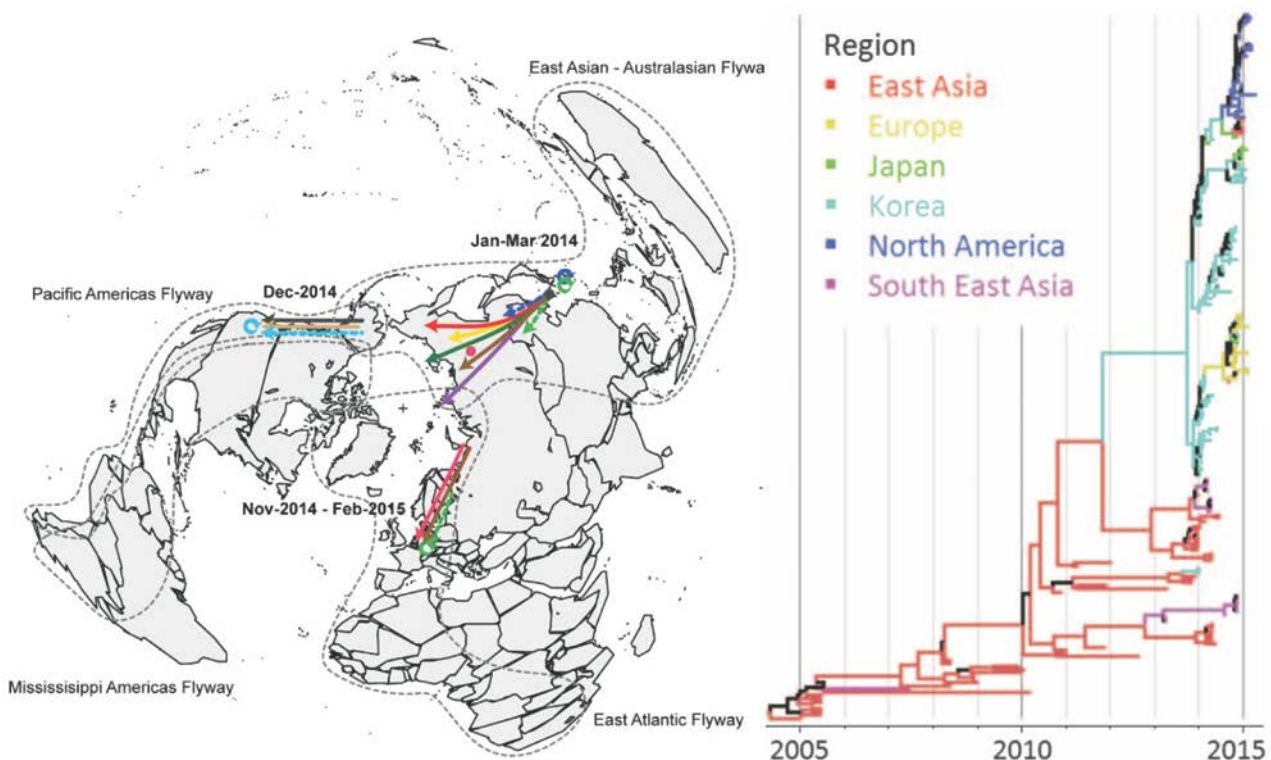 East Asian - Australasian Flywa
Jan-Mar 2014
Pacific Americas Flyway
Dec-2014
Nov-2014 - Feb-2015
Mississisippi Americas Flyway
East Atlantic Flyway
Region
East Asia
Europe
Japan
Korea
North America
South East Asia
2005
2010
2015